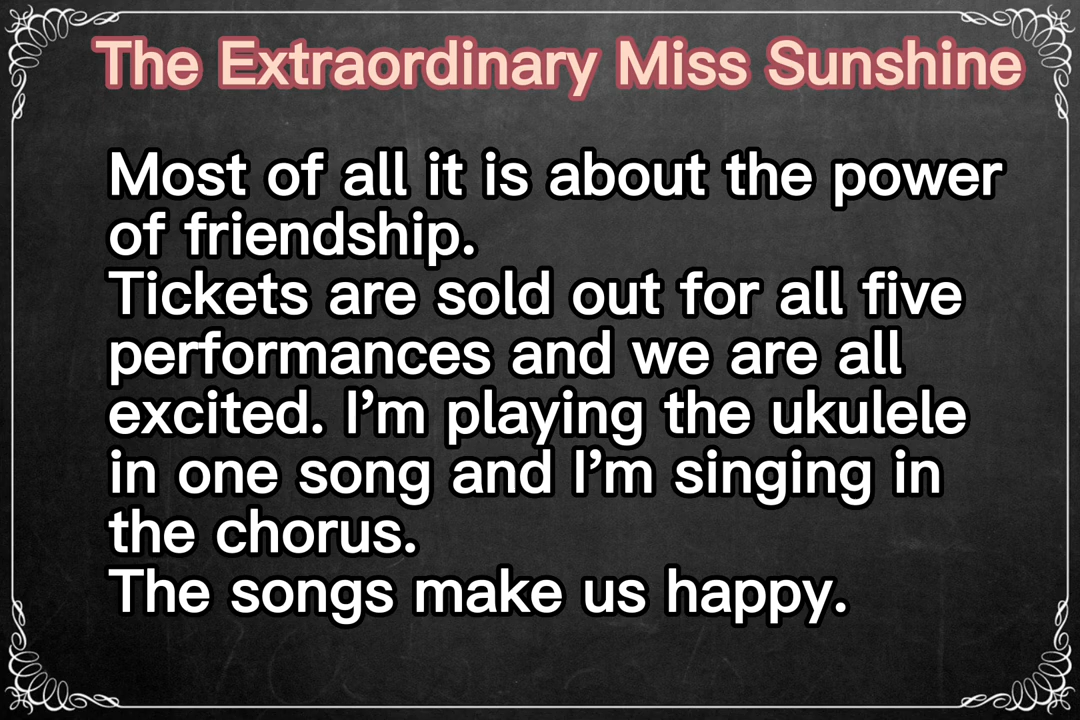 The Extraordinary Miss Sunshine
Most of all it is about the power
of friendship.
Tickets are sold out for all five
performances and we are all
excited. I’m playing the ukulele
in one song and I’m singing in
the chorus.
The songs make us happy.